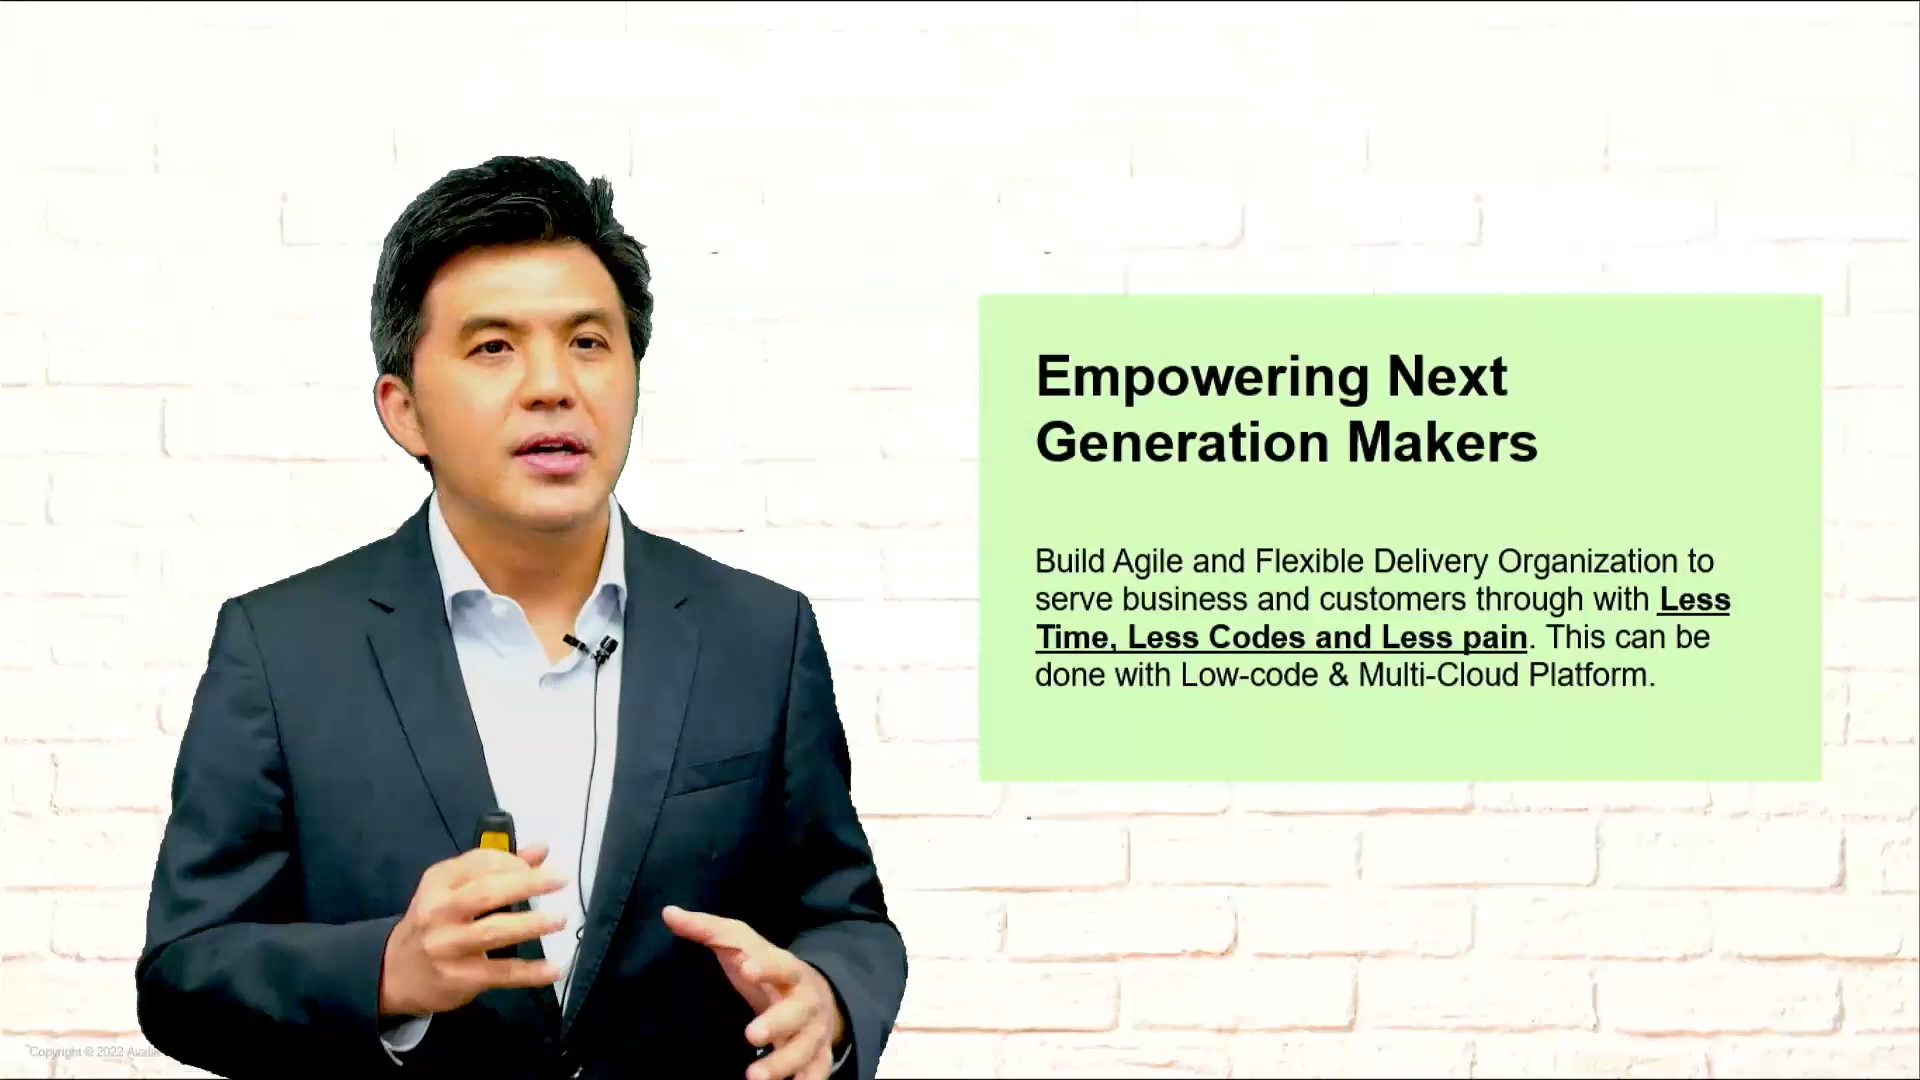 Empowering Next
Generation Makers
Build Agile and Flexible Delivery Organization to
serve business and customers through with Less
Time, Less Codes and Less pain. This can be
done with Low-code & Multi-Cloud Platform.
Copyright © 2022